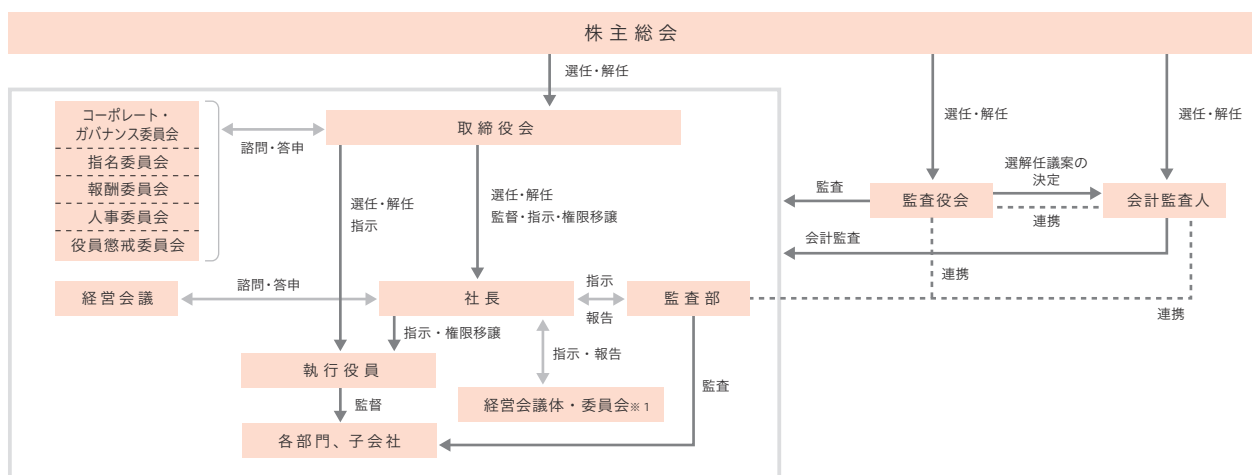 株主総会
選任・解任
コーポレート・
ガバナンス委員会
指名委員会
報酬委員会
人事委員会
役員懲戒委員会
諮問・答申
取締役会
選任・解任
指示
選任・解任
監督・指示・権限移譲
選任・解任
選任・解任
監査
監査役会
選解任議案の
決定
連携
会計監査人
会計監査
経営会議
諮問・答申
社長
指示
報告
監査部
連携
連携
指示・権限移譲
指示・報告
執行役員
監督
経営会議体・委員会※1
監査
各部門、子会社